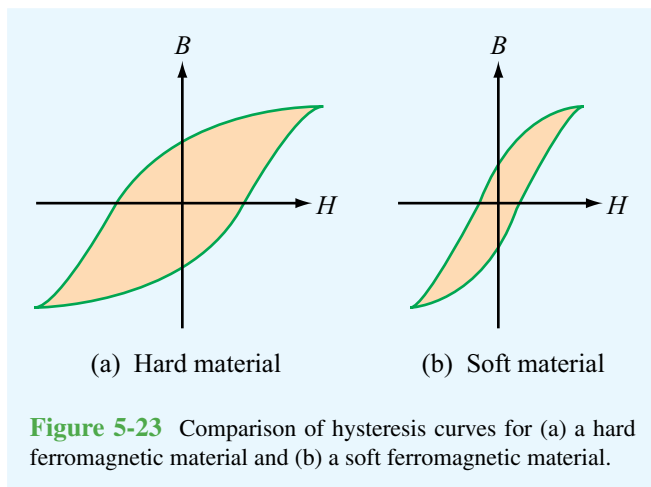 B
H
(a) Hard material
B
H
(b) Soft material
Figure 5-23 Comparison of hysteresis curves for (a) a hard
ferromagnetic material and (b) a soft ferromagnetic material.